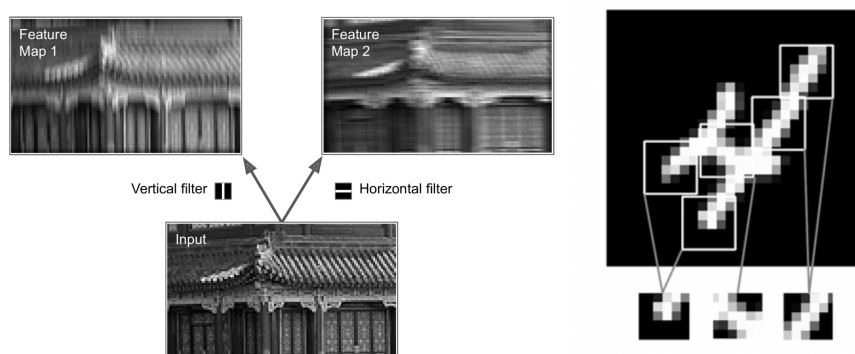 Feature
Map 1
Feature
Map 2
Vertical filter
Horizontal filter
Input